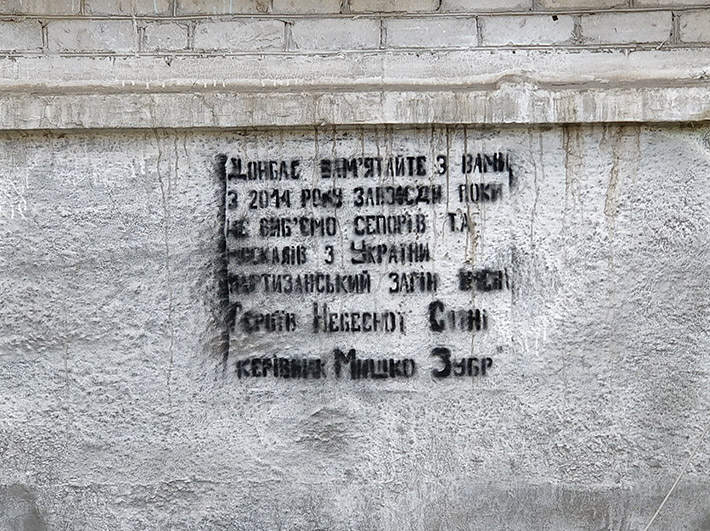 Донбас пам'ятайте з вами
з 2014 року завжди поки
не виб'ємо сепорів та
москалів з України
партизанський загін імені
Героїв Небесної Сотні
керівник Мишко Зубр